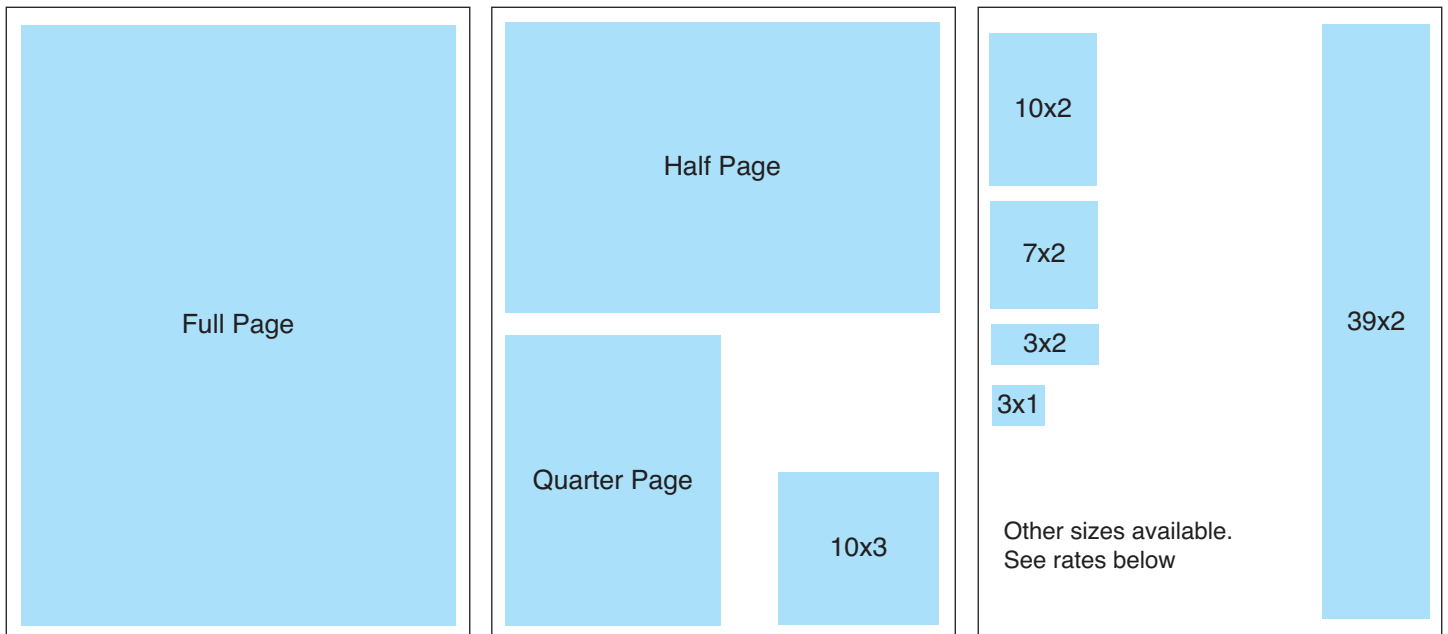 Full Page
Half Page
Quarter Page
10x3
10x2
7x2
3x2
3x1
39x2
Other sizes available.
See rates below